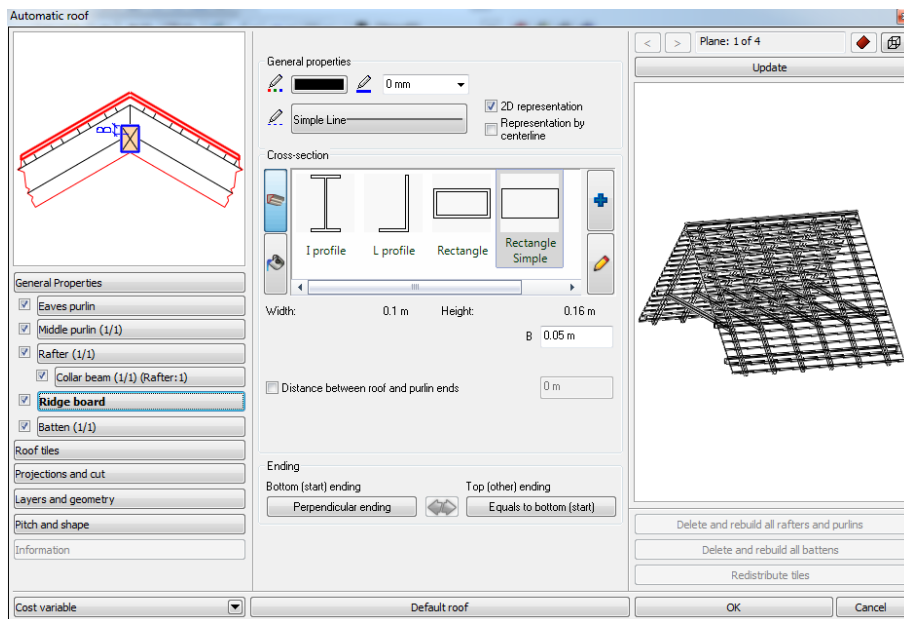 Automatic roof
B
General Properties
Eaves purlin
Middle purlin (1/1)
Rafter (1/1)
Collar beam (1/1) (Rafter:1)
Ridge board
Batten (1/1)
Roof tiles
Projections and cut
Layers and geometry
Pitch and shape
Information
Cost variable
General properties
0 mm
Simple Line
2D representation
Representation by
centerline
Cross-section
I profile
L profile
Rectangle
Rectangle
Simple
Width: 0.1 m Height: 0.16 m
B 0.05 m
Distance between roof and purlin ends 0 m
Ending
Bottom (start) ending Top (other) ending
Perpendicular ending Equals to bottom (start)
Default roof
< > Plane: 1 of 4
Update
Delete and rebuild all rafters and purlins
Delete and rebuild all battens
Redistribute tiles
OK Cancel